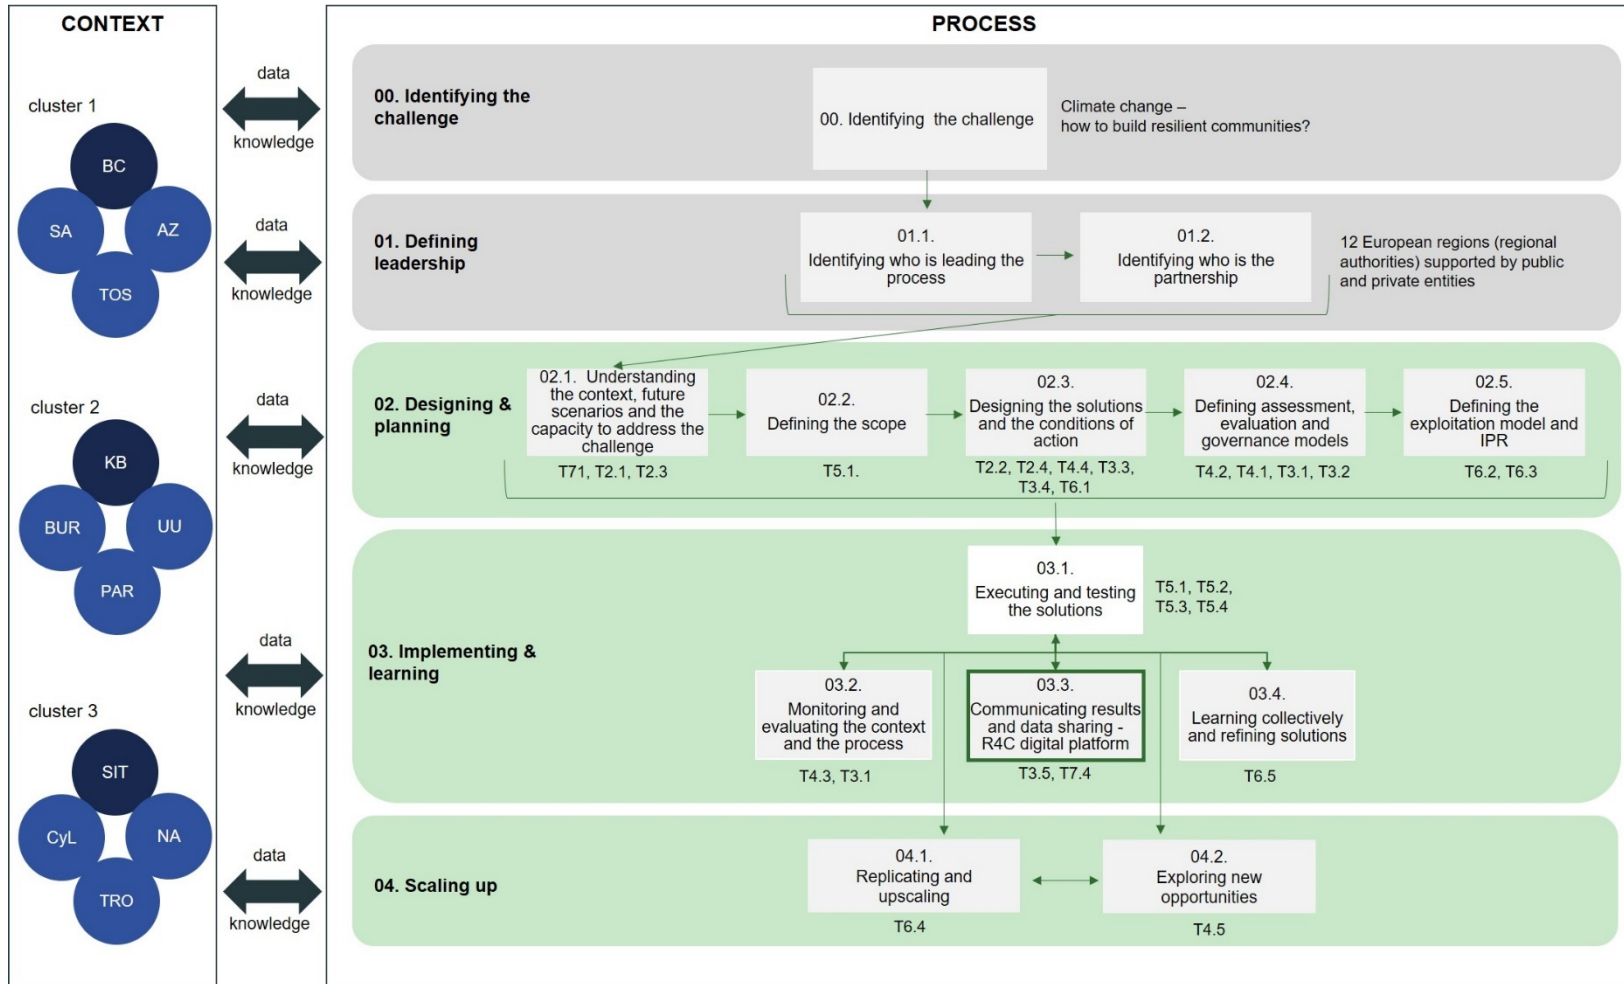 CONTEXT
cluster 1
BC
SA
AZ
TOS
cluster 2
KB
BUR
UU
PAR
cluster 3
SIT
CyL
NA
TRO
data
knowledge
data
knowledge
data
knowledge
data
knowledge
data
knowledge
PROCESS
00. Identifying the
challenge
00. Identifying the challenge
Climate change –
how to build resilient communities?
01. Defining
leadership
01.1.
Identifying who is leading the
process
01.2.
Identifying who is the
partnership
12 European regions (regional
authorities) supported by public
and private entities
02. Designing &
planning
02.1. Understanding
the context, future
scenarios and the
capacity to address the
challenge
T71, T2.1, T2.3
02.2.
Defining the scope
T5.1.
02.3.
Designing the solutions
and the conditions of
action
T2.2, T2.4, T4.4, T3.3,
T3.4, T6.1
02.4.
Defining assessment,
evaluation and
governance models
T4.2, T4.1, T3.1, T3.2
02.5.
Defining the
exploitation model and
IPR
T6.2, T6.3
03. Implementing &
learning
03.1.
Executing and testing
the solutions
T5.1, T5.2,
T5.3, T5.4
03.2.
Monitoring and
evaluating the context
and the process
T4.3, T3.1
03.3.
Communicating results
and data sharing -
R4C digital platform
T3.5, T7.4
03.4.
Learning collectively
and refining solutions
T6.5
04. Scaling up
04.1.
Replicating and
upscaling
T6.4
04.2.
Exploring new
opportunities
T4.5